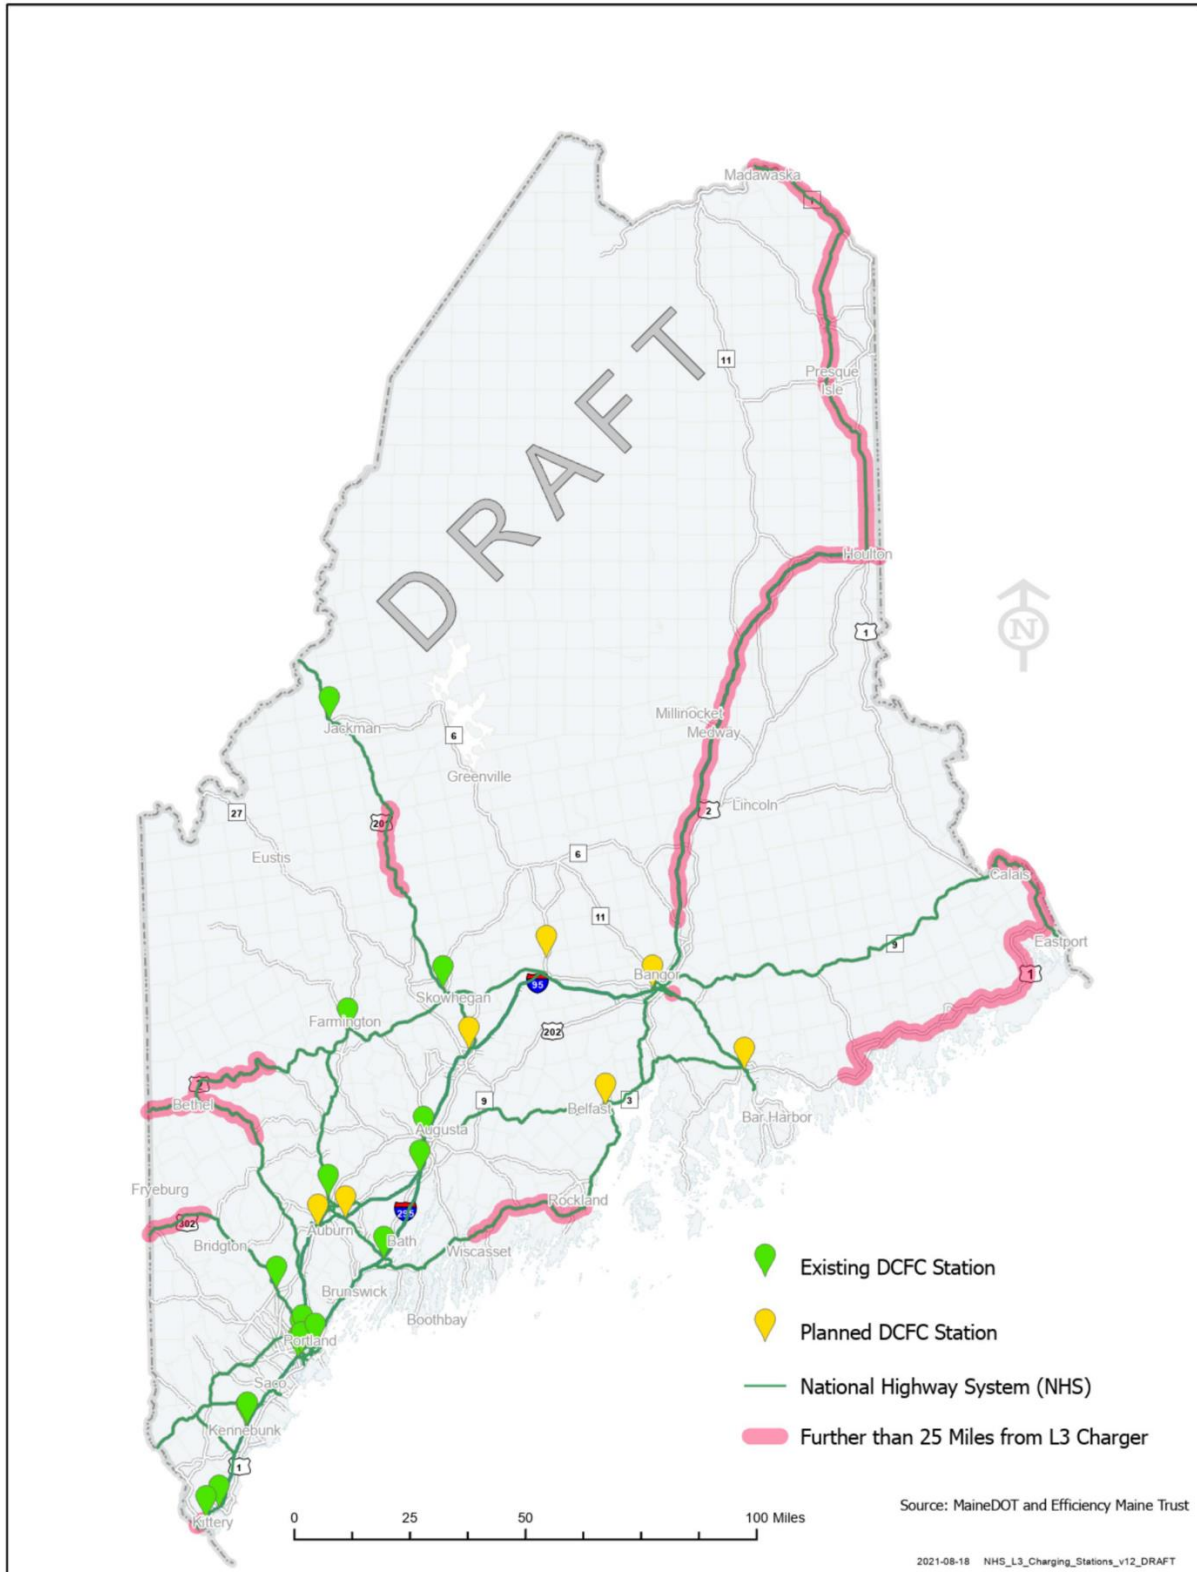 Madawaska
1
DRAFT
11
Presque
Isle
Houlton
1
Jackman
6
Millinocket
Medway
Greenville
27
201
2
Lincoln
Eustis
6
Calais
11
9
Eastport
1
Bangor
95
Skowhegan
Farmington
202
2
Bethel
9
Belfast
3
Augusta
Bar Harbor
Fryeburg
302
Rockland
295
Auburn
Bath
Bridgton
Wiscasset
Brunswick
Boothbay
Portland
Saco
Kennebunk
1
Kittery
N
Existing DCFC Station
Planned DCFC Station
National Highway System (NHS)
Further than 25 Miles from L3 Charger
0 25 50 100 Miles
Source: MaineDOT and Efficiency Maine Trust
2021-08-18 NHS_L3_Charging_Stations_v12_DRAFT